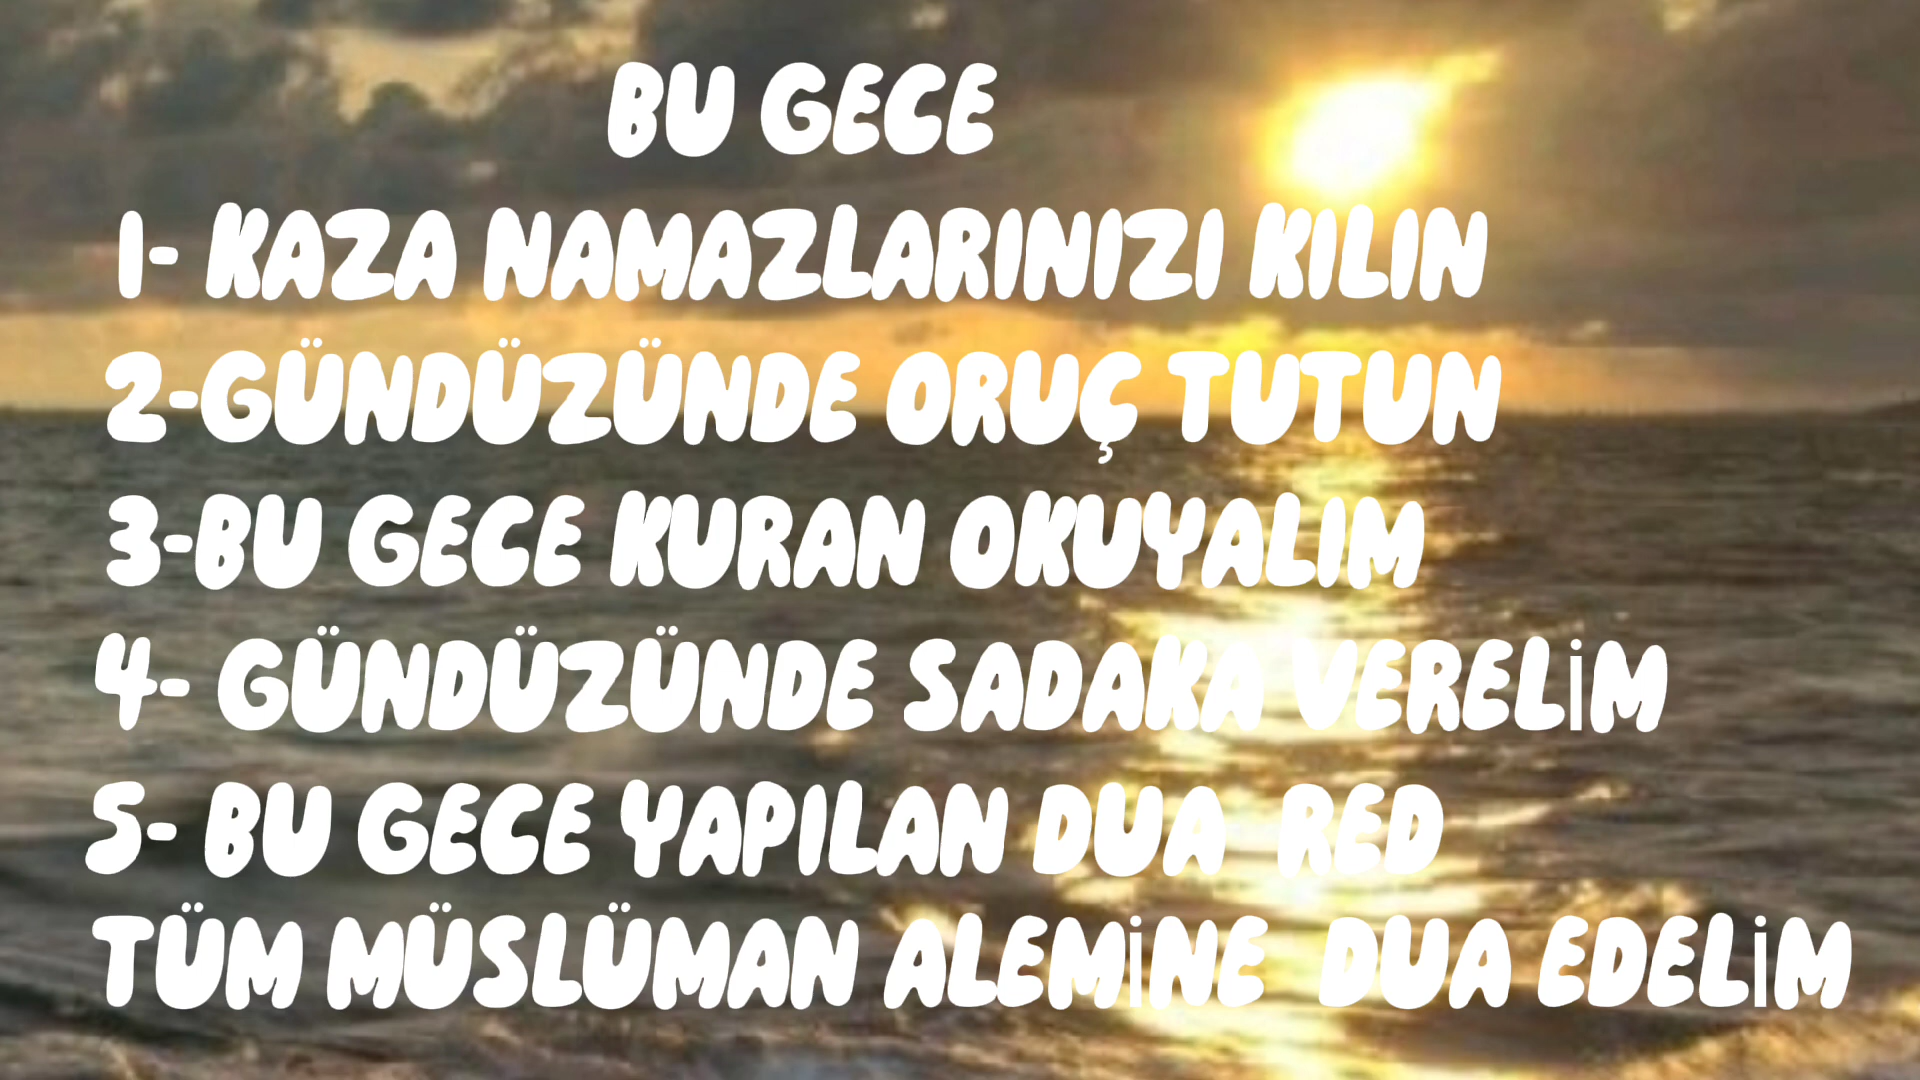 BU GECE
1- KAZA NAMAZLARINIZI KILIN
2-GÜNDÜZÜNDE ORUÇ TUTUN
3-BU GECE KURAN OKUYALIM
4- GÜNDÜZÜNDE SADAKA VERELİM
5- BU GECE YAPILAN DUA RED
TÜM MÜSLÜMAN ALEMİNE DUA EDELİM